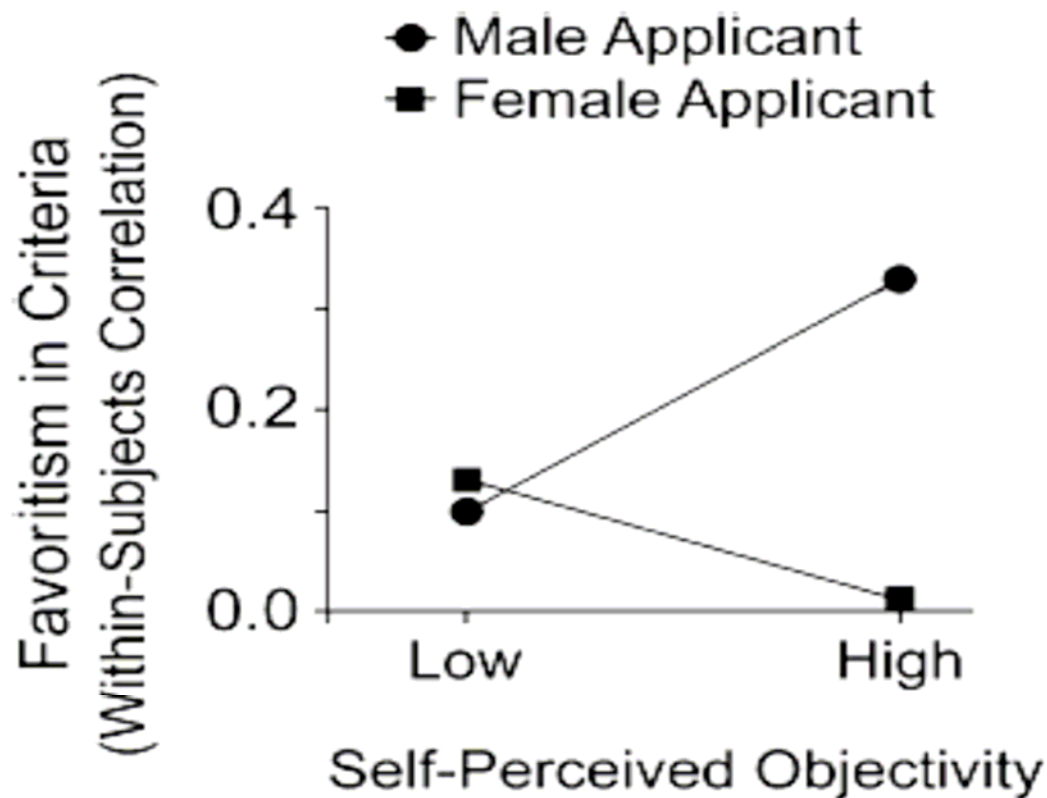 Male Applicant
Female Applicant
Favoritism in Criteria
(Within-Subjects Correlation)
0.4
0.2
0.0
Low
High
Self-Perceived Objectivity